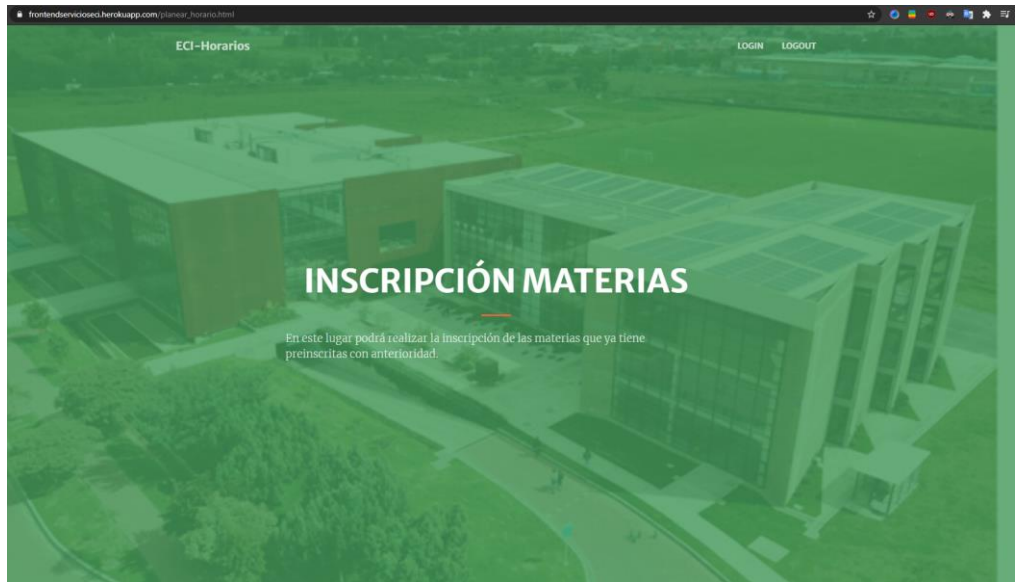 frontendservicioseci.herokuapp.com/planear_horario.html
ECI-Horarios
LOGIN LOGOUT
INSCRIPCIÓN MATERIAS
En este lugar podrá realizar la inscripción de las materias que ya tiene
preinscritas con anterioridad.